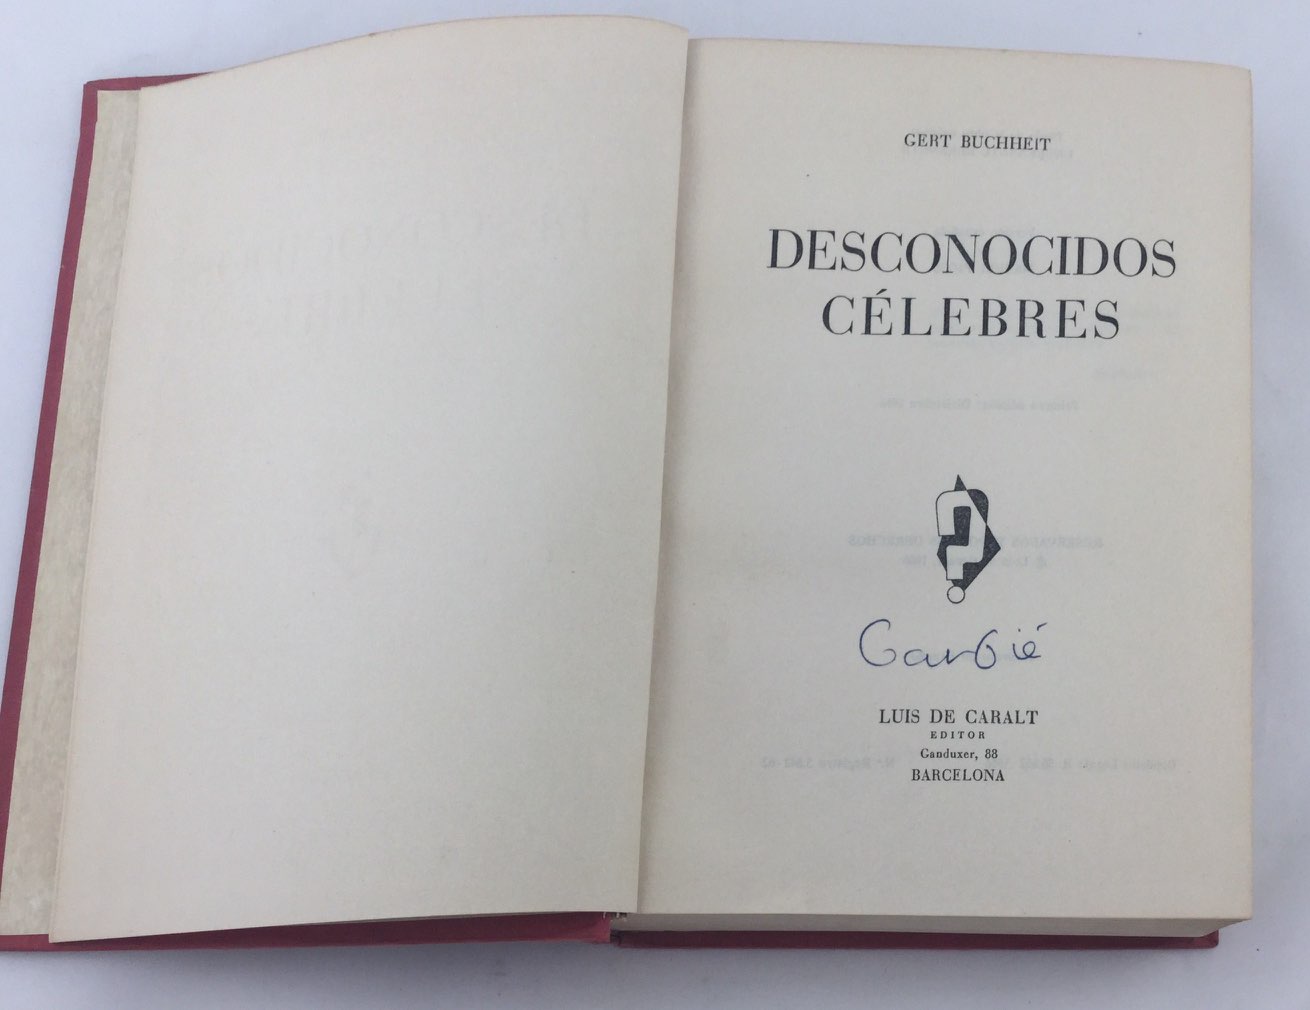 GERT BUCHHEIT
DESCONOCIDOS
CÉLEBRES
Garbié
LUIS DE CARALT
EDITOR
Ganduxer, 88
BARCELONA